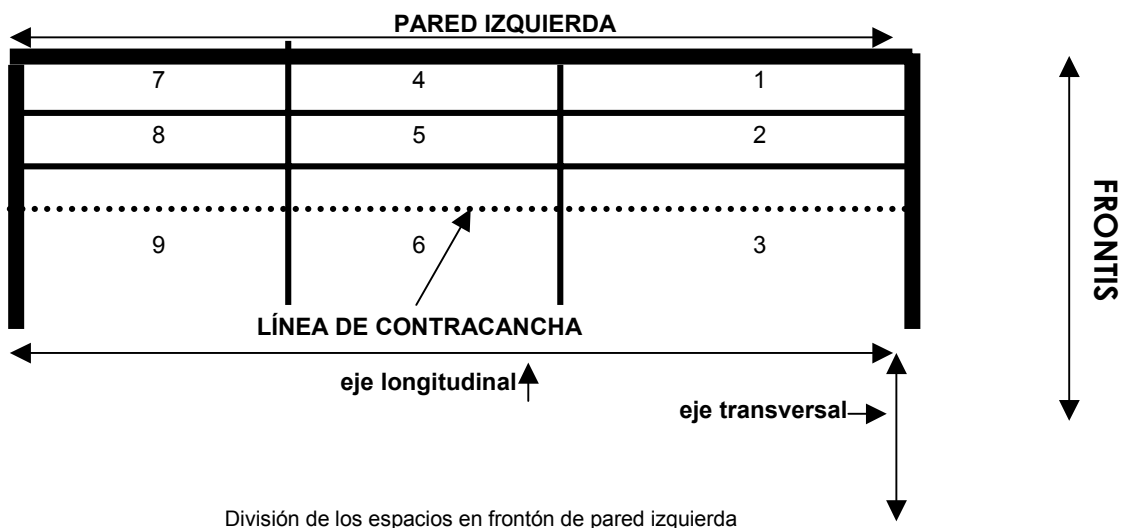 PARED IZQUIERDA
7 4 1
8 5 2
9 6 3
LÍNEA DE CONTRACANCHA
FRONTIS
eje longitudinal
eje transversal
División de los espacios en frontón de pared izquierda